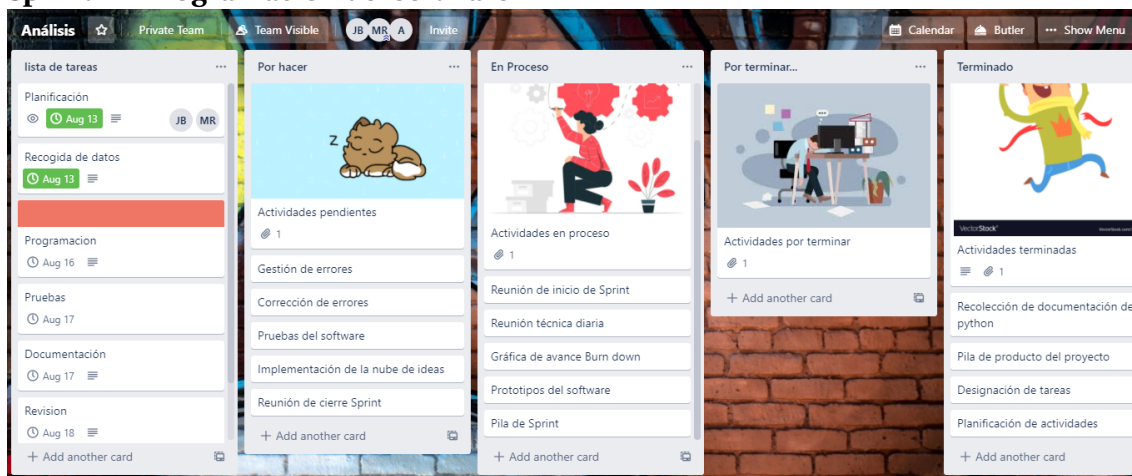 Análisis
Private Team
Team Visible
JB MR A
Invite
Calendar
Butler
Show Menu
lista de tareas
Planificación
Aug 13
JB MR
Recogida de datos
Aug 13
Programacion
Aug 16
Pruebas
Aug 17
Documentación
Aug 17
Revision
Aug 18
+ Add another card
Por hacer
Z
Actividades pendientes
1
Gestión de errores
Corrección de errores
Pruebas del software
Implementación de la nube de ideas
Reunión de cierre Sprint
+ Add another card
En Proceso
Actividades en proceso
1
Reunión de inicio de Sprint
Reunión técnica diaria
Gráfica de avance Burn down
Prototipos del software
Pila de Sprint
+ Add another card
Por terminar...
Actividades por terminar
1
+ Add another card
Terminado
VectorStock
Actividades terminadas
1
Recolección de documentación de
python
Pila de producto del proyecto
Designación de tareas
Planificación de actividades
+ Add another card